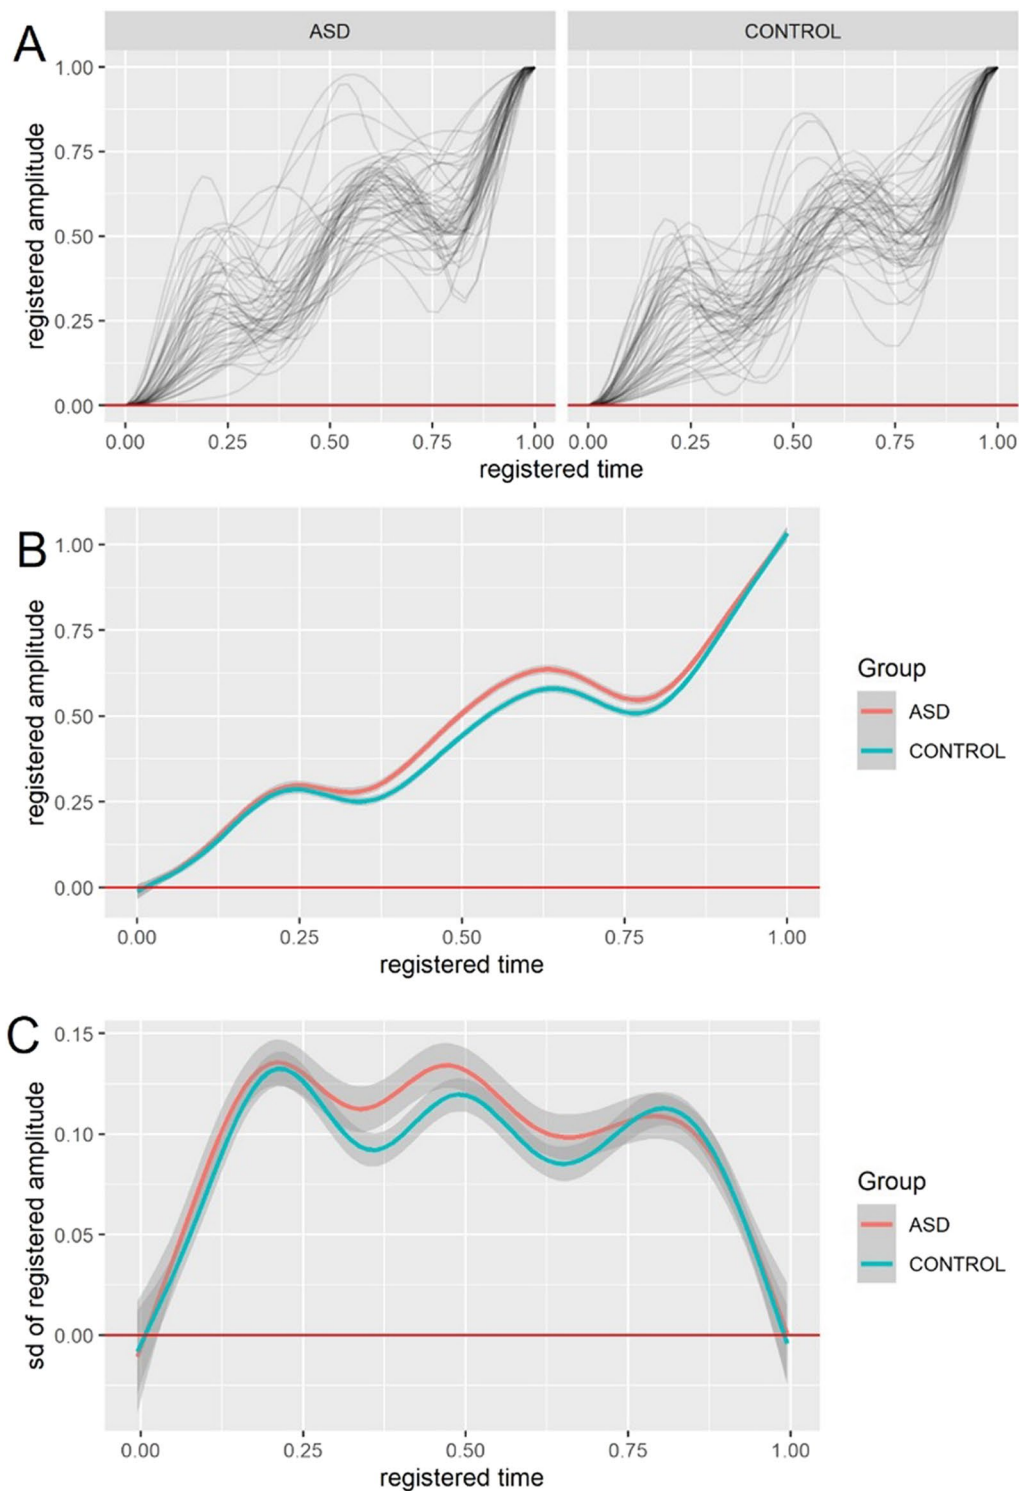 A
ASD
CONTROL
registered amplitude
1.00
0.75
0.50
0.25
0.00
0.00 0.25 0.50 0.75 1.00
0.00 0.25 0.50 0.75 1.00
registered time
B
registered amplitude
1.00
0.75
0.50
0.25
0.00
0.00 0.25 0.50 0.75 1.00
registered time
Group
ASD
CONTROL
C
sd of registered amplitude
0.15
0.10
0.05
0.00
0.00 0.25 0.50 0.75 1.00
registered time
Group
ASD
CONTROL